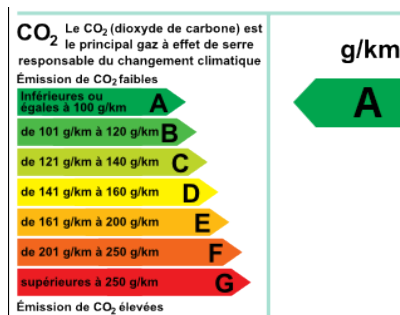 CO2 Le CO2 (dioxyde de carbone) est
le principal gaz à effet de serre
responsable du changement climatique
Émission de CO2 faibles
Inférieures ou
égales à 100 g/km A
de 101 g/km à 120 g/km B
de 121 g/km à 140 g/km C
de 141 g/km à 160 g/km D
de 161 g/km à 200 g/km E
de 201 g/km à 250 g/km F
supérieures à 250 g/km G
Émission de CO2 élevées
g/km
A